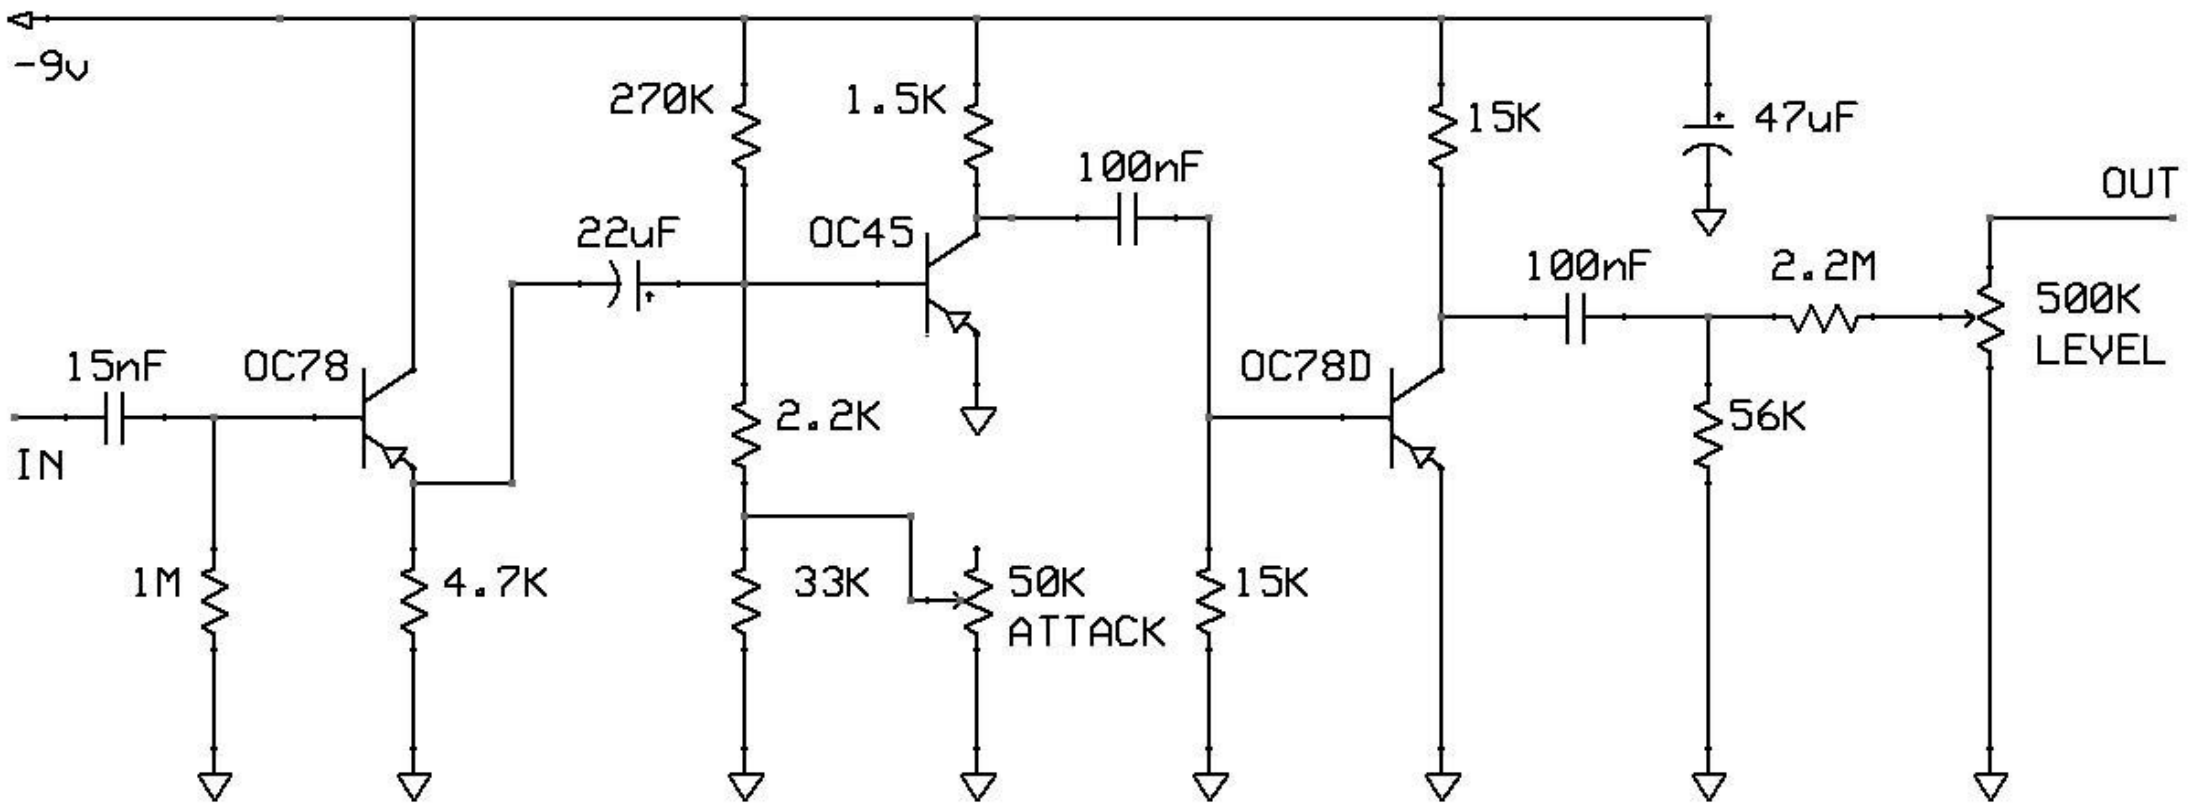 -9v
270K
1.5K
15K
47uF
100nF
OUT
22uF
OC45
100nF
2.2M
500K
LEVEL
15nF
OC78
OC78D
2.2K
56K
IN
1M
4.7K
33K
50K
ATTACK
15K